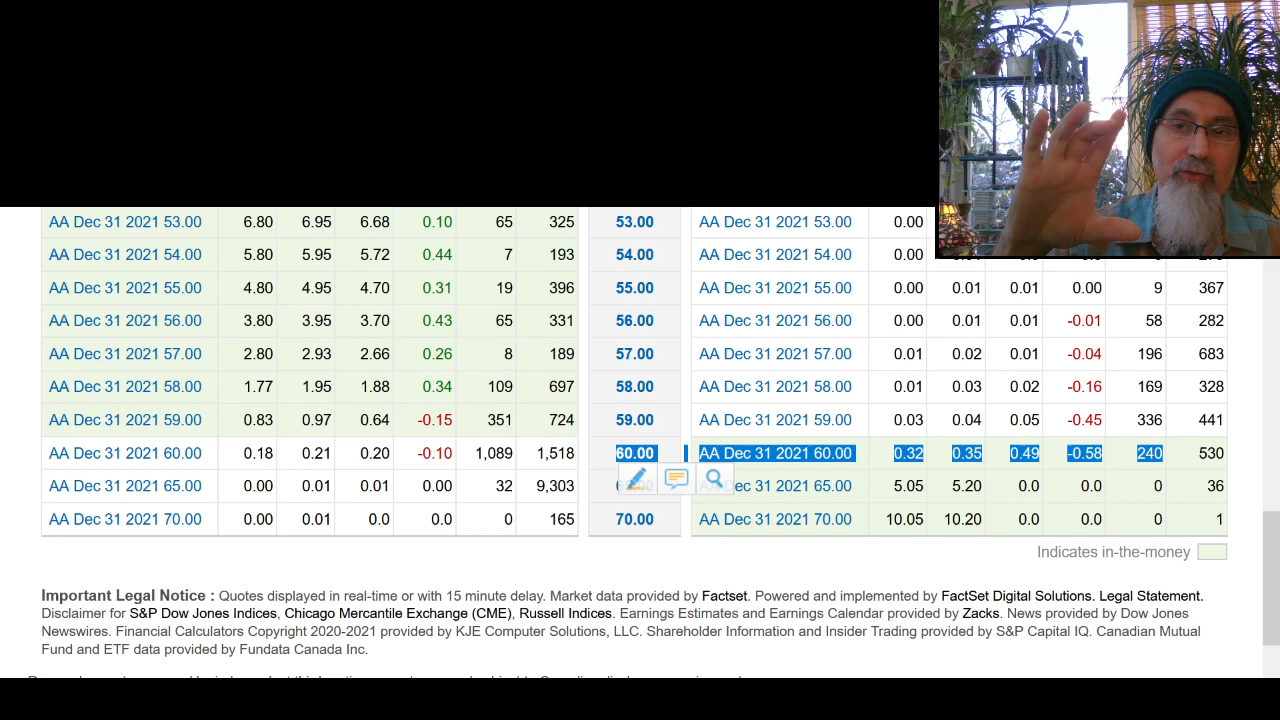 AA Dec 31 2021 53.00 6.80 6.95 6.68 0.10 65 325 53.00 AA Dec 31 2021 53.00 0.00
AA Dec 31 2021 54.00 5.80 5.95 5.72 0.44 7 193 54.00 AA Dec 31 2021 54.00 0.00
AA Dec 31 2021 55.00 4.80 4.95 4.70 0.31 19 396 55.00 AA Dec 31 2021 55.00 0.00 0.01 0.01 0.00 9 367
AA Dec 31 2021 56.00 3.80 3.95 3.70 0.43 65 331 56.00 AA Dec 31 2021 56.00 0.00 0.01 0.01 -0.01 58 282
AA Dec 31 2021 57.00 2.80 2.93 2.66 0.26 8 189 57.00 AA Dec 31 2021 57.00 0.01 0.02 0.01 -0.04 196 683
AA Dec 31 2021 58.00 1.77 1.95 1.88 0.34 109 697 58.00 AA Dec 31 2021 58.00 0.01 0.03 0.02 -0.16 169 328
AA Dec 31 2021 59.00 0.83 0.97 0.64 -0.15 351 724 59.00 AA Dec 31 2021 59.00 0.03 0.04 0.05 -0.45 336 441
AA Dec 31 2021 60.00 0.18 0.21 0.20 -0.10 1,089 1,518 60.00 AA Dec 31 2021 60.00 0.32 0.35 0.49 -0.58 240 530
AA Dec 31 2021 65.00 0.00 0.01 0.01 0.00 32 9,303 AA Dec 31 2021 65.00 5.05 5.20 0.0 0.0 0 36
AA Dec 31 2021 70.00 0.00 0.01 0.0 0.0 0 165 70.00 AA Dec 31 2021 70.00 10.05 10.20 0.0 0.0 0 1
Indicates in-the-money
Important Legal Notice : Quotes displayed in real-time or with 15 minute delay. Market data provided by Factset. Powered and implemented by FactSet Digital Solutions. Legal Statement.
Disclaimer for S&P Dow Jones Indices, Chicago Mercantile Exchange (CME), Russell Indices. Earnings Estimates and Earnings Calendar provided by Zacks. News provided by Dow Jones
Newswires. Financial Calculators Copyright 2020-2021 provided by KJE Computer Solutions, LLC. Shareholder Information and Insider Trading provided by S&P Capital IQ. Canadian Mutual
Fund and ETF data provided by Fundata Canada Inc.